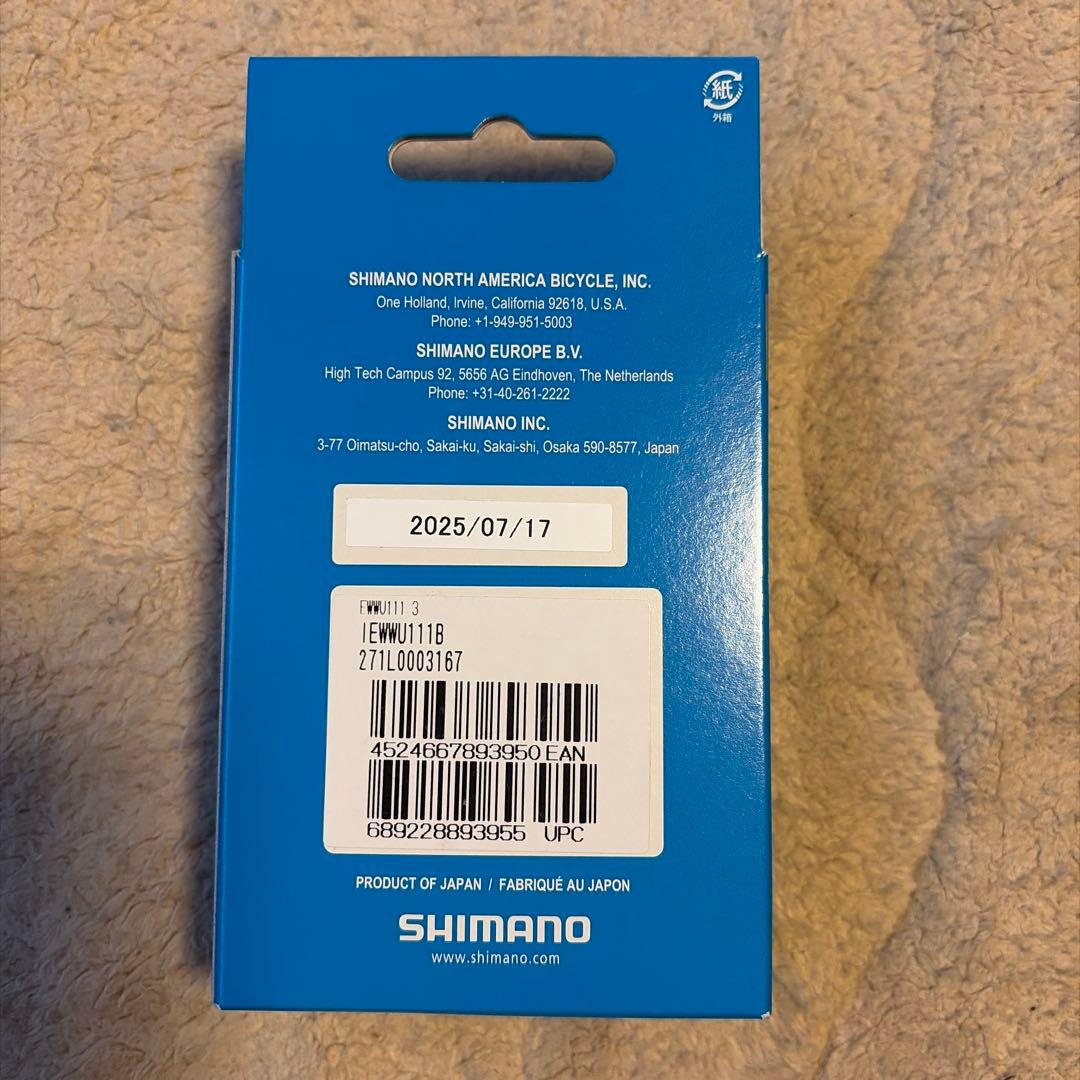 紙
外箱
SHIMANO NORTH AMERICA BICYCLE, INC.
One Holland, Irvine, California 92618, U.S.A.
Phone: +1-949-951-5003
SHIMANO EUROPE B.V.
High Tech Campus 92, 5656 AG Eindhoven, The Netherlands
Phone: +31-40-261-2222
SHIMANO INC.
3-77 Oimatsu-cho, Sakai-ku, Sakai-shi, Osaka 590-8577, Japan
2025/07/17
EWWU111 3
IEWWU111B
271L0003167
4524667893950 EAN
689228893955 UPC
PRODUCT OF JAPAN / FABRIQUÉ AU JAPON
SHIMANO
www.shimano.com